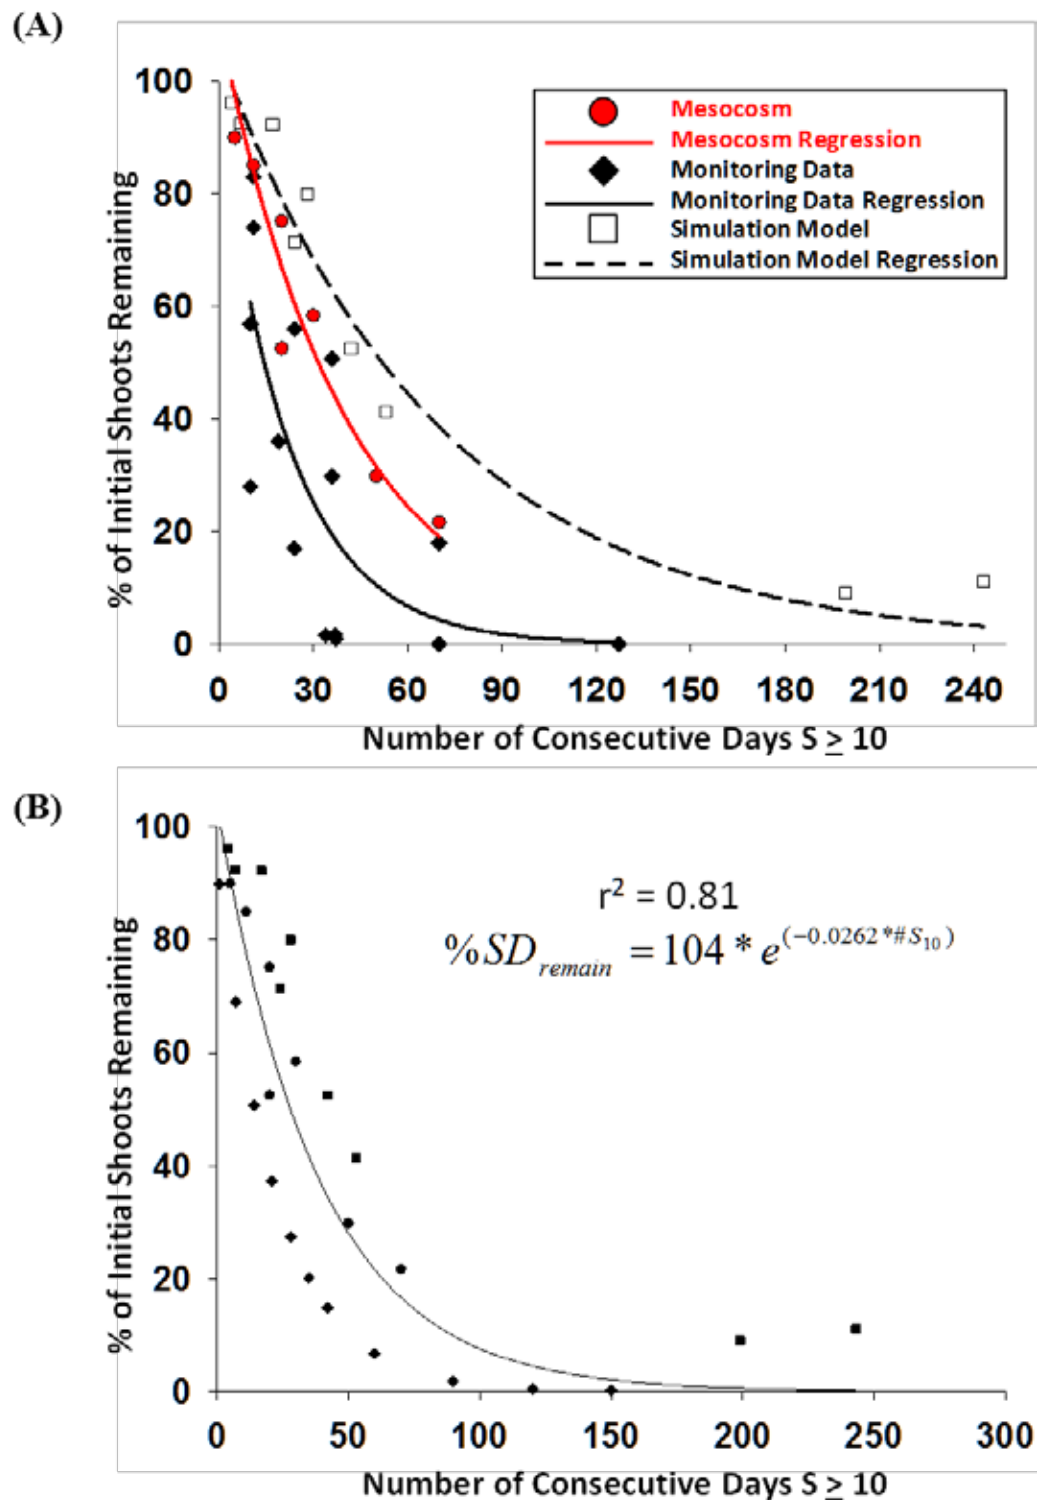 (A)
% of Initial Shoots Remaining
100
80
60
40
20
0
Mesocosm
Mesocosm Regression
Monitoring Data
Monitoring Data Regression
Simulation Model
Simulation Model Regression
0 30 60 90 120 150 180 210 240
Number of Consecutive Days S ≥ 10
(B)
% of Initial Shoots Remaining
100
80
60
40
20
0
r² = 0.81
%SD_remain = 104 * e^(−0.0262*#S₁₀)
0 50 100 150 200 250 300
Number of Consecutive Days S ≥ 10